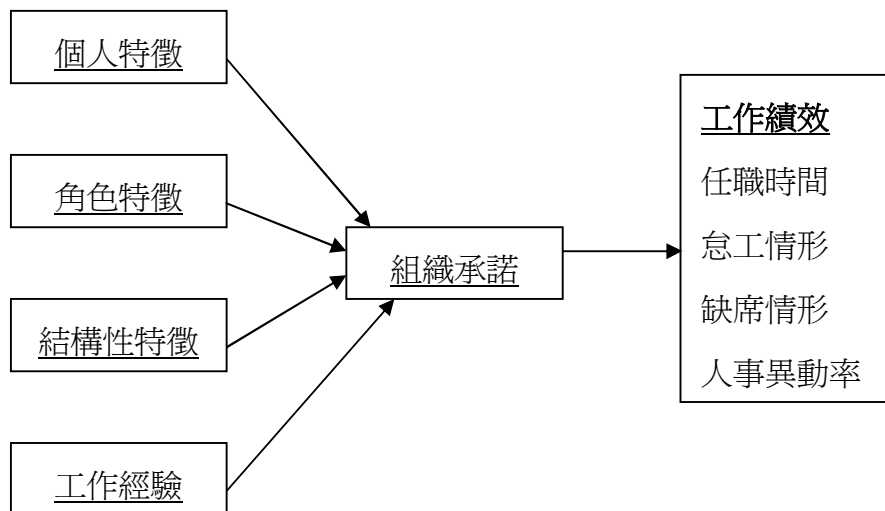 個人特徵
角色特徵
結構性特徵
工作經驗
組織承諾
工作績效
任職時間
怠工情形
缺席情形
人事異動率